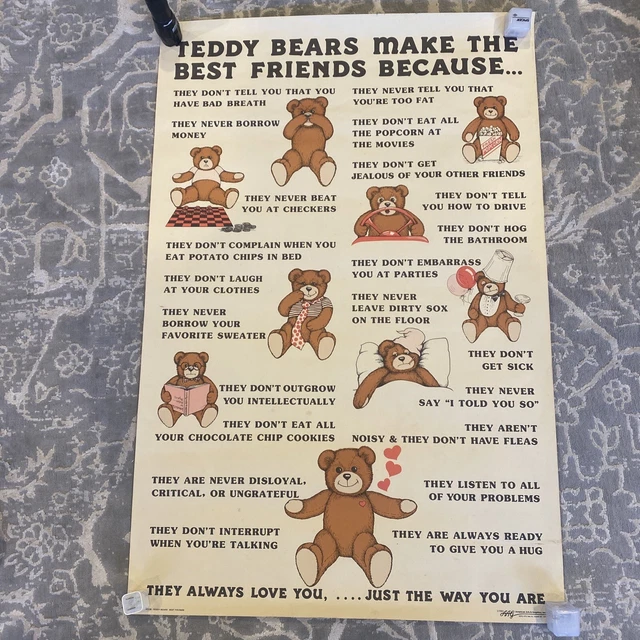 TEDDY BEARS MAKE THE
BEST FRIENDS BECAUSE...
THEY DON'T TELL YOU THAT YOU
HAVE BAD BREATH
THEY NEVER BORROW
MONEY
THEY NEVER BEAT
YOU AT CHECKERS
THEY DON'T COMPLAIN WHEN YOU
EAT POTATO CHIPS IN BED
THEY DON'T LAUGH
AT YOUR CLOTHES
THEY NEVER
BORROW YOUR
FAVORITE SWEATER
THEY DON'T OUTGROW
YOU INTELLECTUALLY
THEY DON'T EAT ALL
YOUR CHOCOLATE CHIP COOKIES
THEY ARE NEVER DISLOYAL,
CRITICAL, OR UNGRATEFUL
THEY DON'T INTERRUPT
WHEN YOU'RE TALKING
THEY NEVER TELL YOU THAT
YOU'RE TOO FAT
THEY DON'T EAT ALL
THE POPCORN AT
THE MOVIES
THEY DON'T GET
JEALOUS OF YOUR OTHER FRIENDS
THEY DON'T TELL
YOU HOW TO DRIVE
THEY DON'T HOG
THE BATHROOM
THEY DON'T EMBARRASS
YOU AT PARTIES
THEY NEVER
LEAVE DIRTY SOX
ON THE FLOOR
THEY DON'T
GET SICK
THEY NEVER
SAY "I TOLD YOU SO"
THEY AREN'T
NOISY & THEY DON'T HAVE FLEAS
THEY LISTEN TO ALL
OF YOUR PROBLEMS
THEY ARE ALWAYS READY
TO GIVE YOU A HUG
THEY ALWAYS LOVE YOU, ....JUST THE WAY YOU ARE